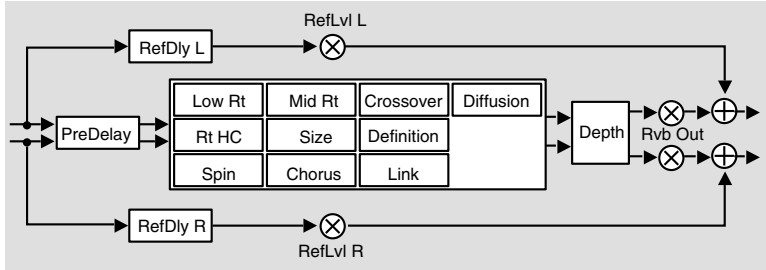 RefLvl L
RefDly L
Low Rt Mid Rt Crossover Diffusion
PreDelay Rt HC Size Definition Depth Rvb Out
Spin Chorus Link
RefDly R
RefLvl R